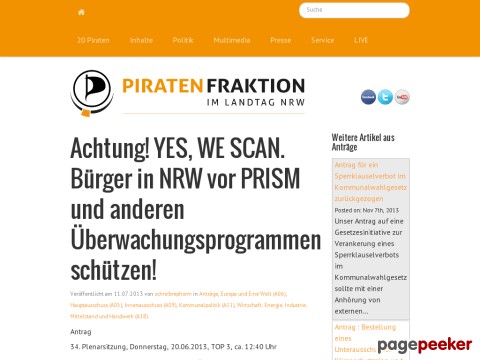 Suche
20 Piraten Inhalte Politik Multimedia Presse Service LIVE
PIRATENFRAKTION
IM LANDTAG NRW
facebook
You Tube
Achtung! YES, WE SCAN.
Bürger in NRW vor PRISM
und anderen
Überwachungsprogrammen
schützen!
Veröffentlicht am 11.07.2013 von in Anträge, Europa und Eine Welt (A06),
Hauptausschuss (A05), Innenausschuss (A09), Kommunalpolitik (A11), Wirtschaft, Energie, Industrie,
Mittelstand und Handwerk (A18).
Antrag
34. Plenarsitzung, Donnerstag, 20.06.2013, TOP 3, ca. 12:40 Uhr
Weitere Artikel aus
Anträge
Antrag für ein
Sperrklauselverbot im
Kommunalwahlgesetz
zurückgezogen
Posted on: Nov 7th, 2013
Unser Antrag auf eine
Gesetzesinitiative zur
Verankerung eines
Sperrklauselverbots
im
Kommunalwahlgesetz
sollte mit einer
Anhörung von
externen...
Antrag : Bestellung
eines
pagepeeker